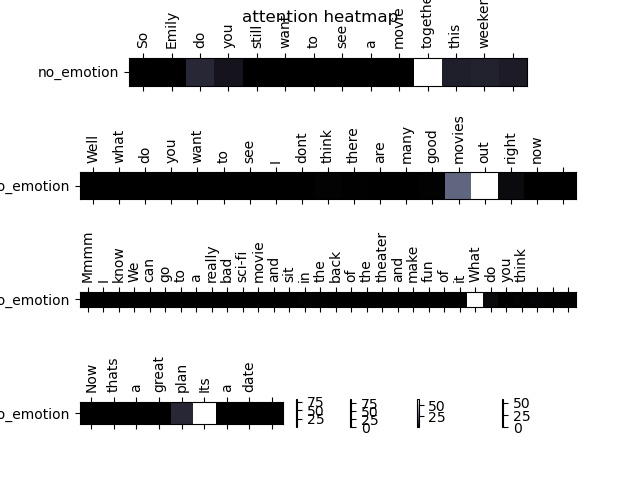 attention heatmap
So Emily do you still want to see a movie this
no_emotion
Well what do you want to see I dont think there are many good movies out right now
o_emotion
Mmmm I know We can go to a really bad sci-fi movie and sit in the back of the theater and make fun of it What do you think
o_emotion
Now thats a great plan Its a date
o_emotion
75 50 25
75 50 25 0
50 25
50 25 0